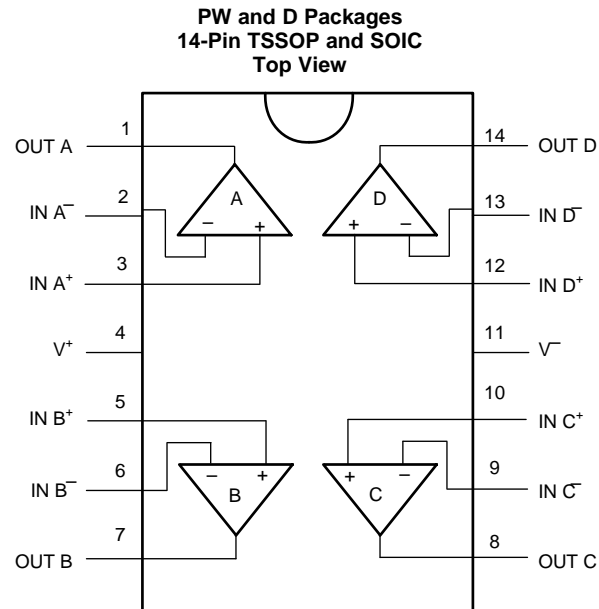 PW and D Packages
14-Pin TSSOP and SOIC
Top View
1
OUT A
14
OUT D
2
IN A–
A
– +
D
+ –
13
IN D–
3
IN A+
12
IN D+
4
V+
11
V–
5
IN B+
10
IN C+
6
IN B–
– +
B
+ –
C
9
IN C–
7
OUT B
8
OUT C